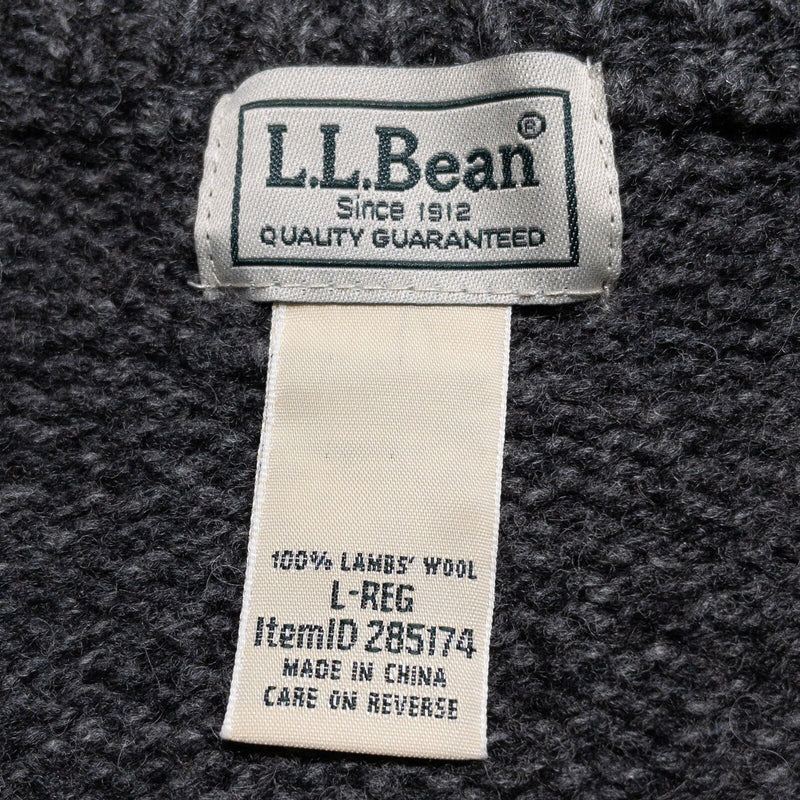 L.L.Bean®
Since 1912
QUALITY GUARANTEED
100% LAMBS' WOOL
L-REG
ItemID 285174
MADE IN CHINA
CARE ON REVERSE